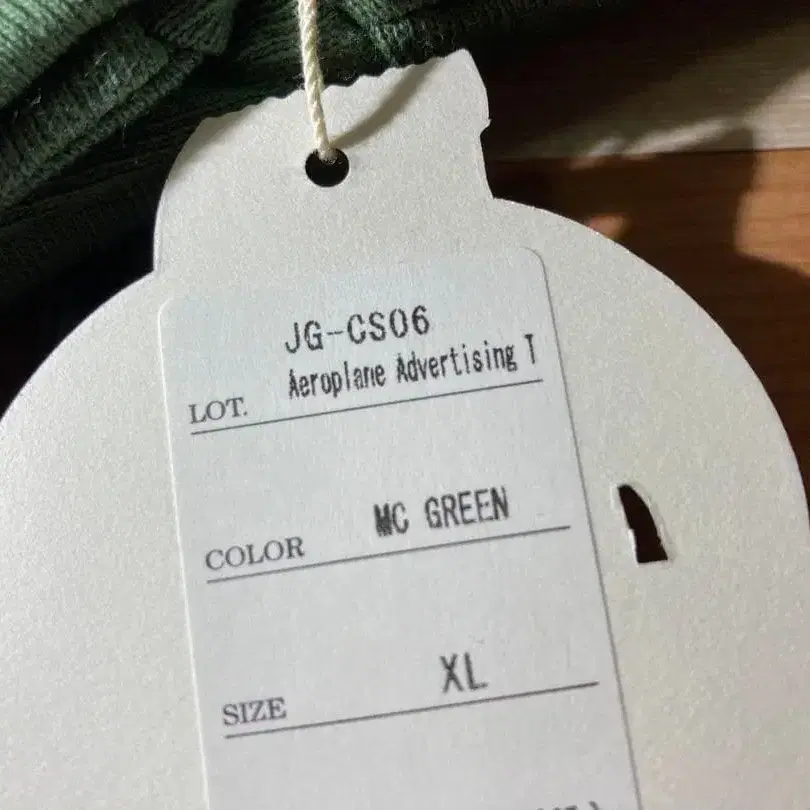 JG-CS06
LOT. Aeroplane Advertising T
COLOR MC GREEN
SIZE XL